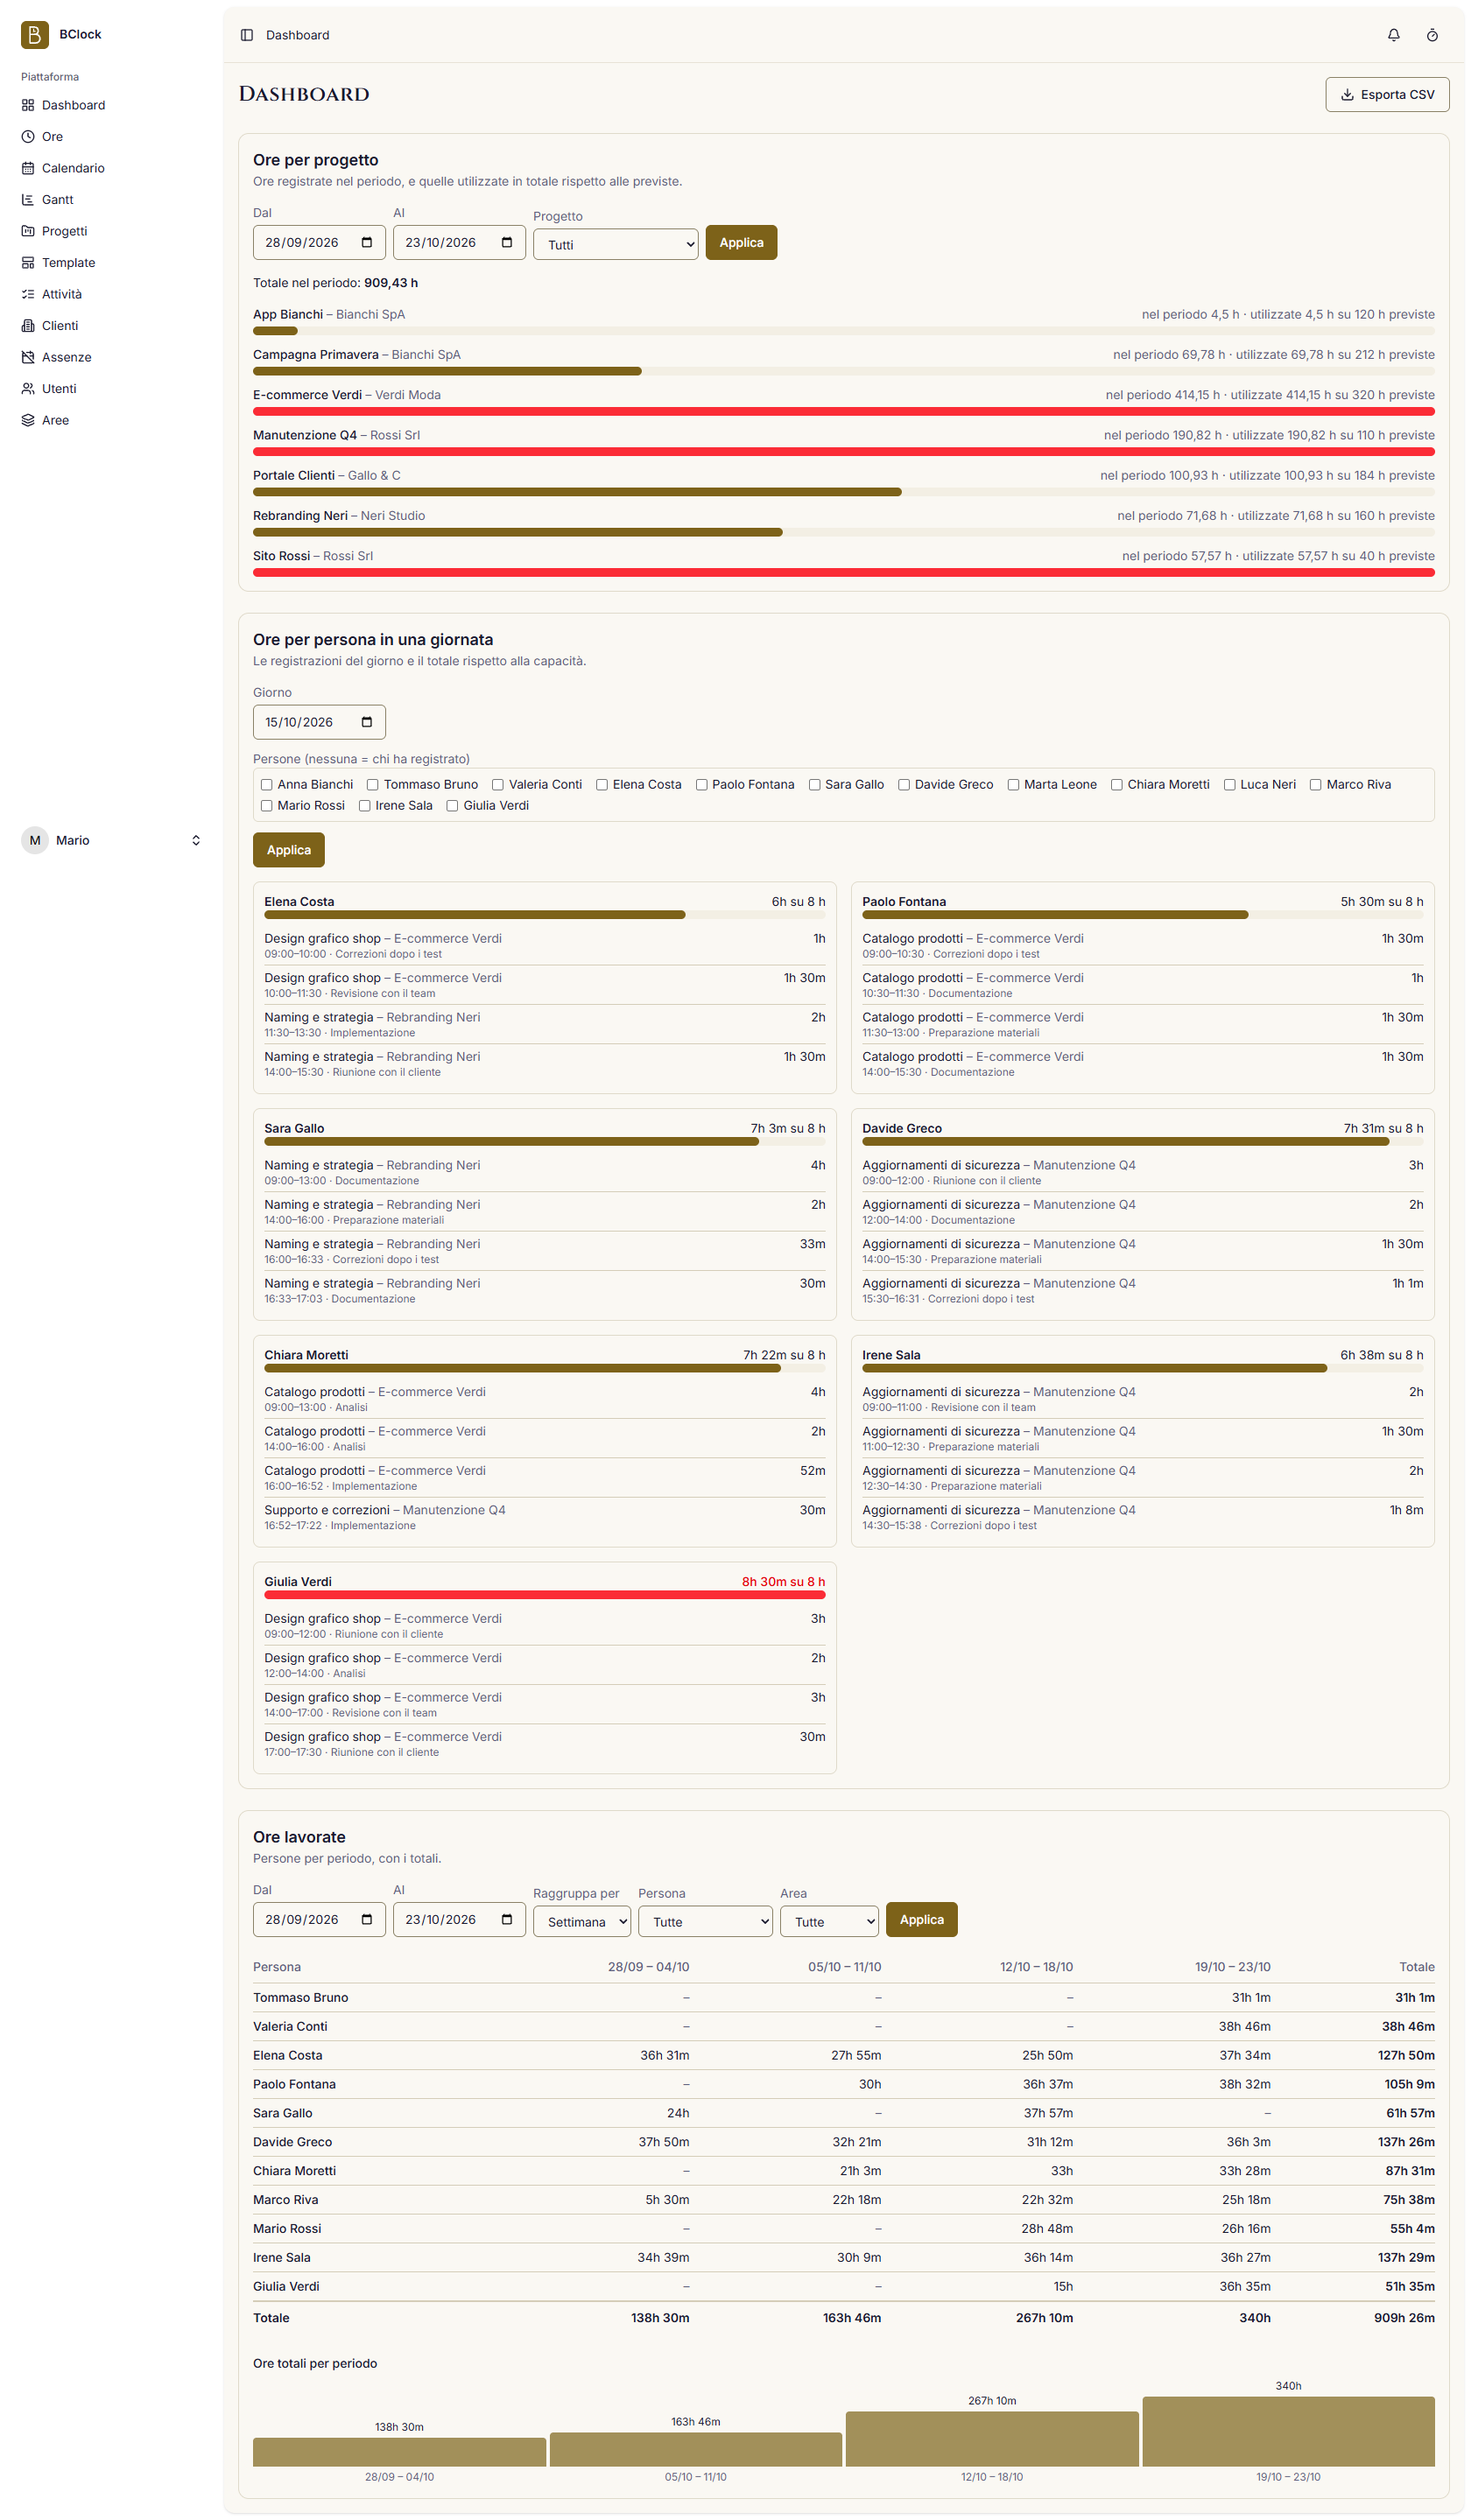 BClock
Piattaforma
Dashboard
Ore
Calendario
Gantt
Progetti
Template
Attività
Clienti
Assenze
Utenti
Aree
M Mario
Dashboard
Dashboard
Esporta CSV
Ore per progetto
Ore registrate nel periodo, e quelle utilizzate in totale rispetto alle previste.
Dal Al Progetto
28/09/2026 23/10/2026 Tutti Applica
Totale nel periodo: 909,43 h
App Bianchi – Bianchi SpA nel periodo 4,5 h · utilizzate 4,5 h su 120 h previste
Campagna Primavera – Bianchi SpA nel periodo 69,78 h · utilizzate 69,78 h su 212 h previste
E-commerce Verdi – Verdi Moda nel periodo 414,15 h · utilizzate 414,15 h su 320 h previste
Manutenzione Q4 – Rossi Srl nel periodo 190,82 h · utilizzate 190,82 h su 110 h previste
Portale Clienti – Gallo & C nel periodo 100,93 h · utilizzate 100,93 h su 184 h previste
Rebranding Neri – Neri Studio nel periodo 71,68 h · utilizzate 71,68 h su 160 h previste
Sito Rossi – Rossi Srl nel periodo 57,57 h · utilizzate 57,57 h su 40 h previste
Ore per persona in una giornata
Le registrazioni del giorno e il totale rispetto alla capacità.
Giorno
15/10/2026
Persone (nessuna = chi ha registrato)
Anna Bianchi Tommaso Bruno Valeria Conti Elena Costa Paolo Fontana Sara Gallo Davide Greco Marta Leone Chiara Moretti Luca Neri Marco Riva
Mario Rossi Irene Sala Giulia Verdi
Applica
Elena Costa 6h su 8 h
Design grafico shop – E-commerce Verdi 1h
09:00–10:00 · Correzioni dopo i test
Design grafico shop – E-commerce Verdi 1h 30m
10:00–11:30 · Revisione con il team
Naming e strategia – Rebranding Neri 2h
11:30–13:30 · Implementazione
Naming e strategia – Rebranding Neri 1h 30m
14:00–15:30 · Riunione con il cliente
Paolo Fontana 5h 30m su 8 h
Catalogo prodotti – E-commerce Verdi 1h 30m
09:00–10:30 · Correzioni dopo i test
Catalogo prodotti – E-commerce Verdi 1h
10:30–11:30 · Documentazione
Catalogo prodotti – E-commerce Verdi 1h 30m
11:30–13:00 · Preparazione materiali
Catalogo prodotti – E-commerce Verdi 1h 30m
14:00–15:30 · Documentazione
Sara Gallo 7h 3m su 8 h
Naming e strategia – Rebranding Neri 4h
09:00–13:00 · Documentazione
Naming e strategia – Rebranding Neri 2h
14:00–16:00 · Preparazione materiali
Naming e strategia – Rebranding Neri 33m
16:00–16:33 · Correzioni dopo i test
Naming e strategia – Rebranding Neri 30m
16:33–17:03 · Documentazione
Davide Greco 7h 31m su 8 h
Aggiornamenti di sicurezza – Manutenzione Q4 3h
09:00–12:00 · Riunione con il cliente
Aggiornamenti di sicurezza – Manutenzione Q4 2h
12:00–14:00 · Documentazione
Aggiornamenti di sicurezza – Manutenzione Q4 1h 30m
14:00–15:30 · Preparazione materiali
Aggiornamenti di sicurezza – Manutenzione Q4 1h 1m
15:30–16:31 · Correzioni dopo i test
Chiara Moretti 7h 22m su 8 h
Catalogo prodotti – E-commerce Verdi 4h
09:00–13:00 · Analisi
Catalogo prodotti – E-commerce Verdi 2h
14:00–16:00 · Analisi
Catalogo prodotti – E-commerce Verdi 52m
16:00–16:52 · Implementazione
Supporto e correzioni – Manutenzione Q4 30m
16:52–17:22 · Implementazione
Irene Sala 6h 38m su 8 h
Aggiornamenti di sicurezza – Manutenzione Q4 2h
09:00–11:00 · Revisione con il team
Aggiornamenti di sicurezza – Manutenzione Q4 1h 30m
11:00–12:30 · Preparazione materiali
Aggiornamenti di sicurezza – Manutenzione Q4 2h
12:30–14:30 · Preparazione materiali
Aggiornamenti di sicurezza – Manutenzione Q4 1h 8m
14:30–15:38 · Correzioni dopo i test
Giulia Verdi 8h 30m su 8 h
Design grafico shop – E-commerce Verdi 3h
09:00–12:00 · Riunione con il cliente
Design grafico shop – E-commerce Verdi 2h
12:00–14:00 · Analisi
Design grafico shop – E-commerce Verdi 3h
14:00–17:00 · Revisione con il team
Design grafico shop – E-commerce Verdi 30m
17:00–17:30 · Riunione con il cliente
Ore lavorate
Persone per periodo, con i totali.
Dal Al Raggruppa per Persona Area
28/09/2026 23/10/2026 Settimana Tutte Tutte Applica
Persona 28/09 – 04/10 05/10 – 11/10 12/10 – 18/10 19/10 – 23/10 Totale
Tommaso Bruno – – – 31h 1m 31h 1m
Valeria Conti – – – 38h 46m 38h 46m
Elena Costa 36h 31m 27h 55m 25h 50m 37h 34m 127h 50m
Paolo Fontana – 30h 36h 37m 38h 32m 105h 9m
Sara Gallo 24h – 37h 57m – 61h 57m
Davide Greco 37h 50m 32h 21m 31h 12m 36h 3m 137h 26m
Chiara Moretti – 21h 3m 33h 33h 28m 87h 31m
Marco Riva 5h 30m 22h 18m 22h 32m 25h 18m 75h 38m
Mario Rossi – – 28h 48m 26h 16m 55h 4m
Irene Sala 34h 39m 30h 9m 36h 14m 36h 27m 137h 29m
Giulia Verdi – – 15h 36h 35m 51h 35m
Totale 138h 30m 163h 46m 267h 10m 340h 909h 26m
Ore totali per periodo
138h 30m 163h 46m 267h 10m 340h
28/09 – 04/10 05/10 – 11/10 12/10 – 18/10 19/10 – 23/10